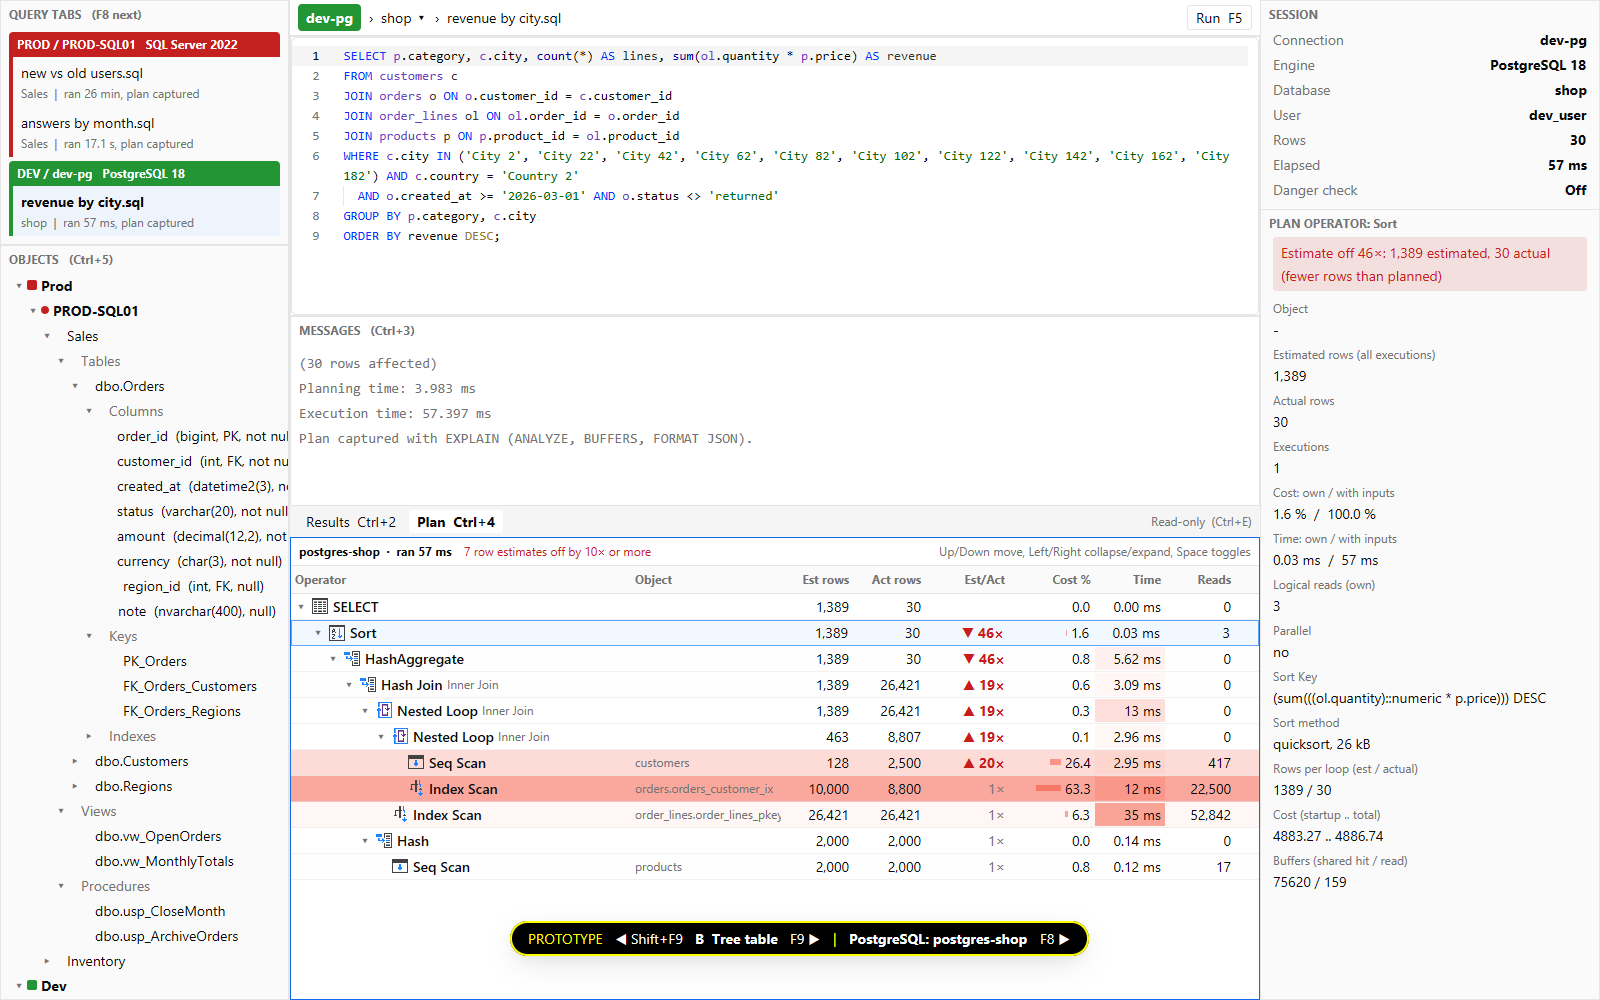 QUERY TABS (F8 next)
PROD / PROD-SQL01 SQL Server 2022
new vs old users.sql
Sales | ran 26 min, plan captured
answers by month.sql
Sales | ran 17.1 s, plan captured
DEV / dev-pg PostgreSQL 18
revenue by city.sql
shop | ran 57 ms, plan captured
OBJECTS (Ctrl+5)
Prod
PROD-SQL01
Sales
Tables
dbo.Orders
Columns
order_id (bigint, PK, not nul
customer_id (int, FK, not nu
created_at (datetime2(3), n
status (varchar(20), not null
amount (decimal(12,2), not
currency (char(3), not null)
region_id (int, FK, null)
note (nvarchar(400), null)
Keys
PK_Orders
FK_Orders_Customers
FK_Orders_Regions
Indexes
dbo.Customers
dbo.Regions
Views
dbo.vw_OpenOrders
dbo.vw_MonthlyTotals
Procedures
dbo.usp_CloseMonth
dbo.usp_ArchiveOrders
Inventory
Dev
dev-pg › shop ▾ › revenue by city.sql
Run F5
1 SELECT p.category, c.city, count(*) AS lines, sum(ol.quantity * p.price) AS revenue
2 FROM customers c
3 JOIN orders o ON o.customer_id = c.customer_id
4 JOIN order_lines ol ON ol.order_id = o.order_id
5 JOIN products p ON p.product_id = ol.product_id
6 WHERE c.city IN ('City 2', 'City 22', 'City 42', 'City 62', 'City 82', 'City 102', 'City 122', 'City 142', 'City 162', 'City
182') AND c.country = 'Country 2'
7 AND o.created_at >= '2026-03-01' AND o.status <> 'returned'
8 GROUP BY p.category, c.city
9 ORDER BY revenue DESC;
MESSAGES (Ctrl+3)
(30 rows affected)
Planning time: 3.983 ms
Execution time: 57.397 ms
Plan captured with EXPLAIN (ANALYZE, BUFFERS, FORMAT JSON).
Results Ctrl+2 Plan Ctrl+4 Read-only (Ctrl+E)
postgres-shop · ran 57 ms 7 row estimates off by 10× or more Up/Down move, Left/Right collapse/expand, Space toggles
Operator Object Est rows Act rows Est/Act Cost % Time Reads
SELECT 1,389 30 0.0 0.00 ms 0
Sort 1,389 30 ▼ 46× 1.6 0.03 ms 3
HashAggregate 1,389 30 ▼ 46× 0.8 5.62 ms 0
Hash Join Inner Join 1,389 26,421 ▲ 19× 0.6 3.09 ms 0
Nested Loop Inner Join 1,389 26,421 ▲ 19× 0.3 13 ms 0
Nested Loop Inner Join 463 8,807 ▲ 19× 0.1 2.96 ms 0
Seq Scan customers 128 2,500 ▲ 20× 26.4 2.95 ms 417
Index Scan orders.orders_customer_ix 10,000 8,800 1× 63.3 12 ms 22,500
Index Scan order_lines.order_lines_pkey 26,421 26,421 1× 6.3 35 ms 52,842
Hash 2,000 2,000 1× 0.0 0.14 ms 0
Seq Scan products 2,000 2,000 1× 0.8 0.12 ms 17
PROTOTYPE ◀ Shift+F9 B Tree table F9 ▶ | PostgreSQL: postgres-shop F8 ▶
SESSION
Connection dev-pg
Engine PostgreSQL 18
Database shop
User dev_user
Rows 30
Elapsed 57 ms
Danger check Off
PLAN OPERATOR: Sort
Estimate off 46×: 1,389 estimated, 30 actual
(fewer rows than planned)
Object
-
Estimated rows (all executions)
1,389
Actual rows
30
Executions
1
Cost: own / with inputs
1.6 % / 100.0 %
Time: own / with inputs
0.03 ms / 57 ms
Logical reads (own)
3
Parallel
no
Sort Key
(sum(((ol.quantity)::numeric * p.price))) DESC
Sort method
quicksort, 26 kB
Rows per loop (est / actual)
1389 / 30
Cost (startup .. total)
4883.27 .. 4886.74
Buffers (shared hit / read)
75620 / 159